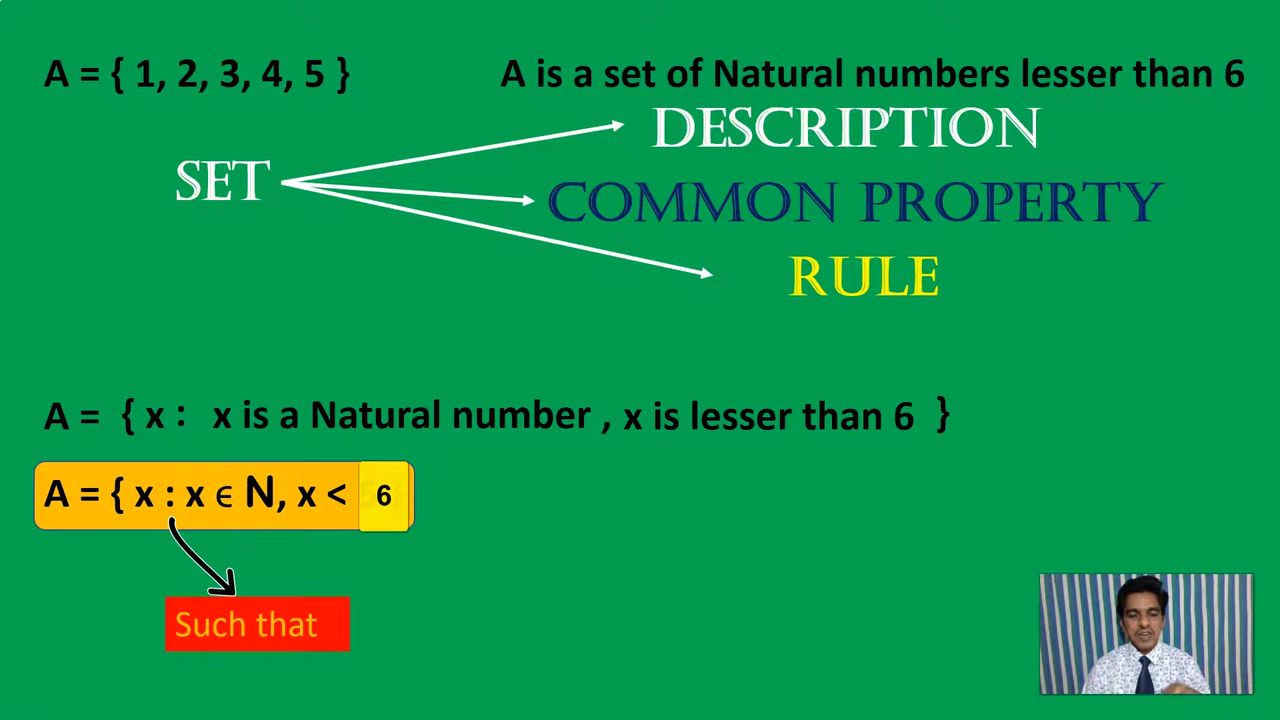 A = { 1, 2, 3, 4, 5 }
A is a set of Natural numbers lesser than 6
DESCRIPTION
SET
COMMON PROPERTY
RULE
A = { x : x is a Natural number , x is lesser than 6 }
A = { x : x ϵ N, x < 6
Such that